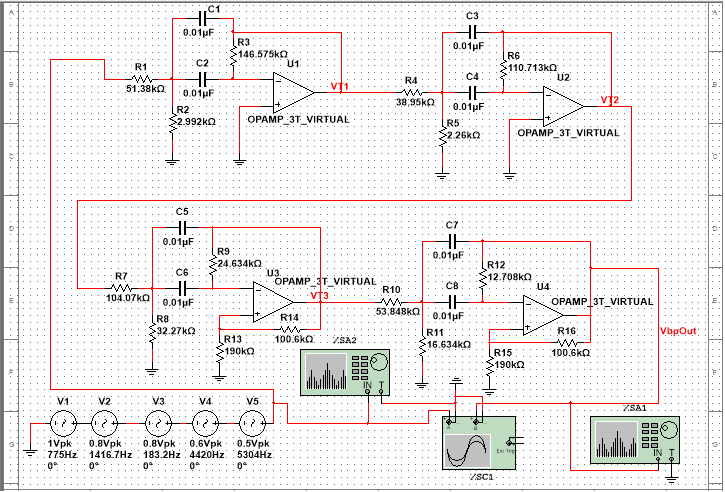 A
A
C1
0.01µF
R3
146.575kΩ
R1
51.38kΩ
C2
0.01µF
U1
VT1
R2
2.992kΩ
OPAMP_3T_VIRTUAL
C3
0.01µF
R6
110.713kΩ
R4
38.95kΩ
C4
0.01µF
U2
VT2
R5
2.26kΩ
OPAMP_3T_VIRTUAL
B
B
C
C
D
D
C5
0.01µF
R9
24.634kΩ
R7
104.07kΩ
C6
0.01µF
U3
OPAMP_3T_VIRTUAL
VT3
R8
32.27kΩ
R14
100.6kΩ
R13
190kΩ
C7
0.01µF
R12
12.708kΩ
R10
53.848kΩ
C8
0.01µF
U4
OPAMP_3T_VIRTUAL
R11
16.634kΩ
R16
100.6kΩ
R15
190kΩ
VbpOut
E
E
F
F
XSA2
IN T
V1
1Vpk
775Hz
0°
V2
0.8Vpk
1416.7Hz
0°
V3
0.8Vpk
183.2Hz
0°
V4
0.6Vpk
4420Hz
0°
V5
0.5Vpk
5304Hz
0°
A
B
Ext Trig
XSC1
XSA1
IN T
G
G